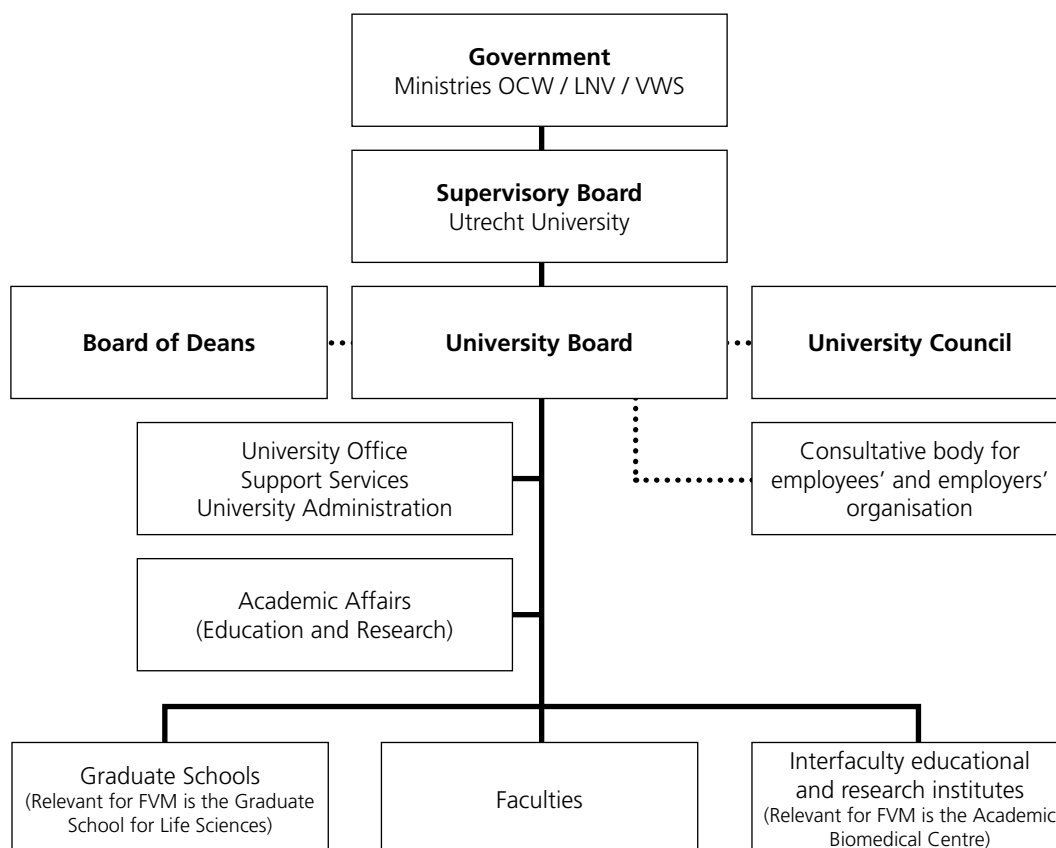 Government
Ministries OCW / LNV / VWS
Supervisory Board
Utrecht University
Board of Deans
University Board
University Council
University Office
Support Services
University Administration
Consultative body for
employees’ and employers’
organisation
Academic Affairs
(Education and Research)
Graduate Schools
(Relevant for FVM is the Graduate
School for Life Sciences)
Faculties
Interfaculty educational
and research institutes
(Relevant for FVM is the Academic
Biomedical Centre)